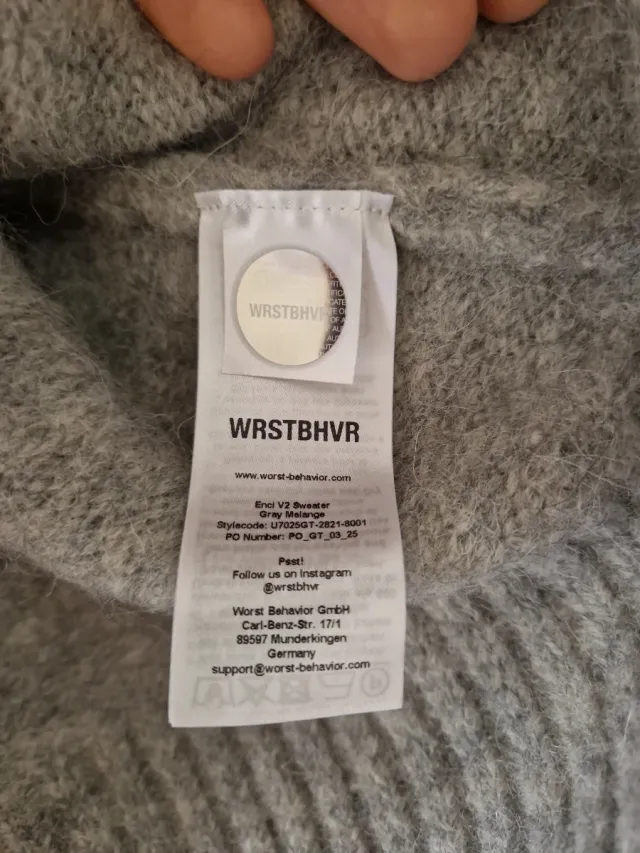 WRSTBHVR
WRSTBHVR
www.worst-behavior.com
Enci V2 Sweater
Gray Melange
Stylecode: U7025GT-2821-8001
PO Number: PO_GT_03_25
Psst!
Follow us on Instagram
@wrstbhvr
Worst Behavior GmbH
Carl-Benz-Str. 17/1
89597 Munderkingen
Germany
support@worst-behavior.com